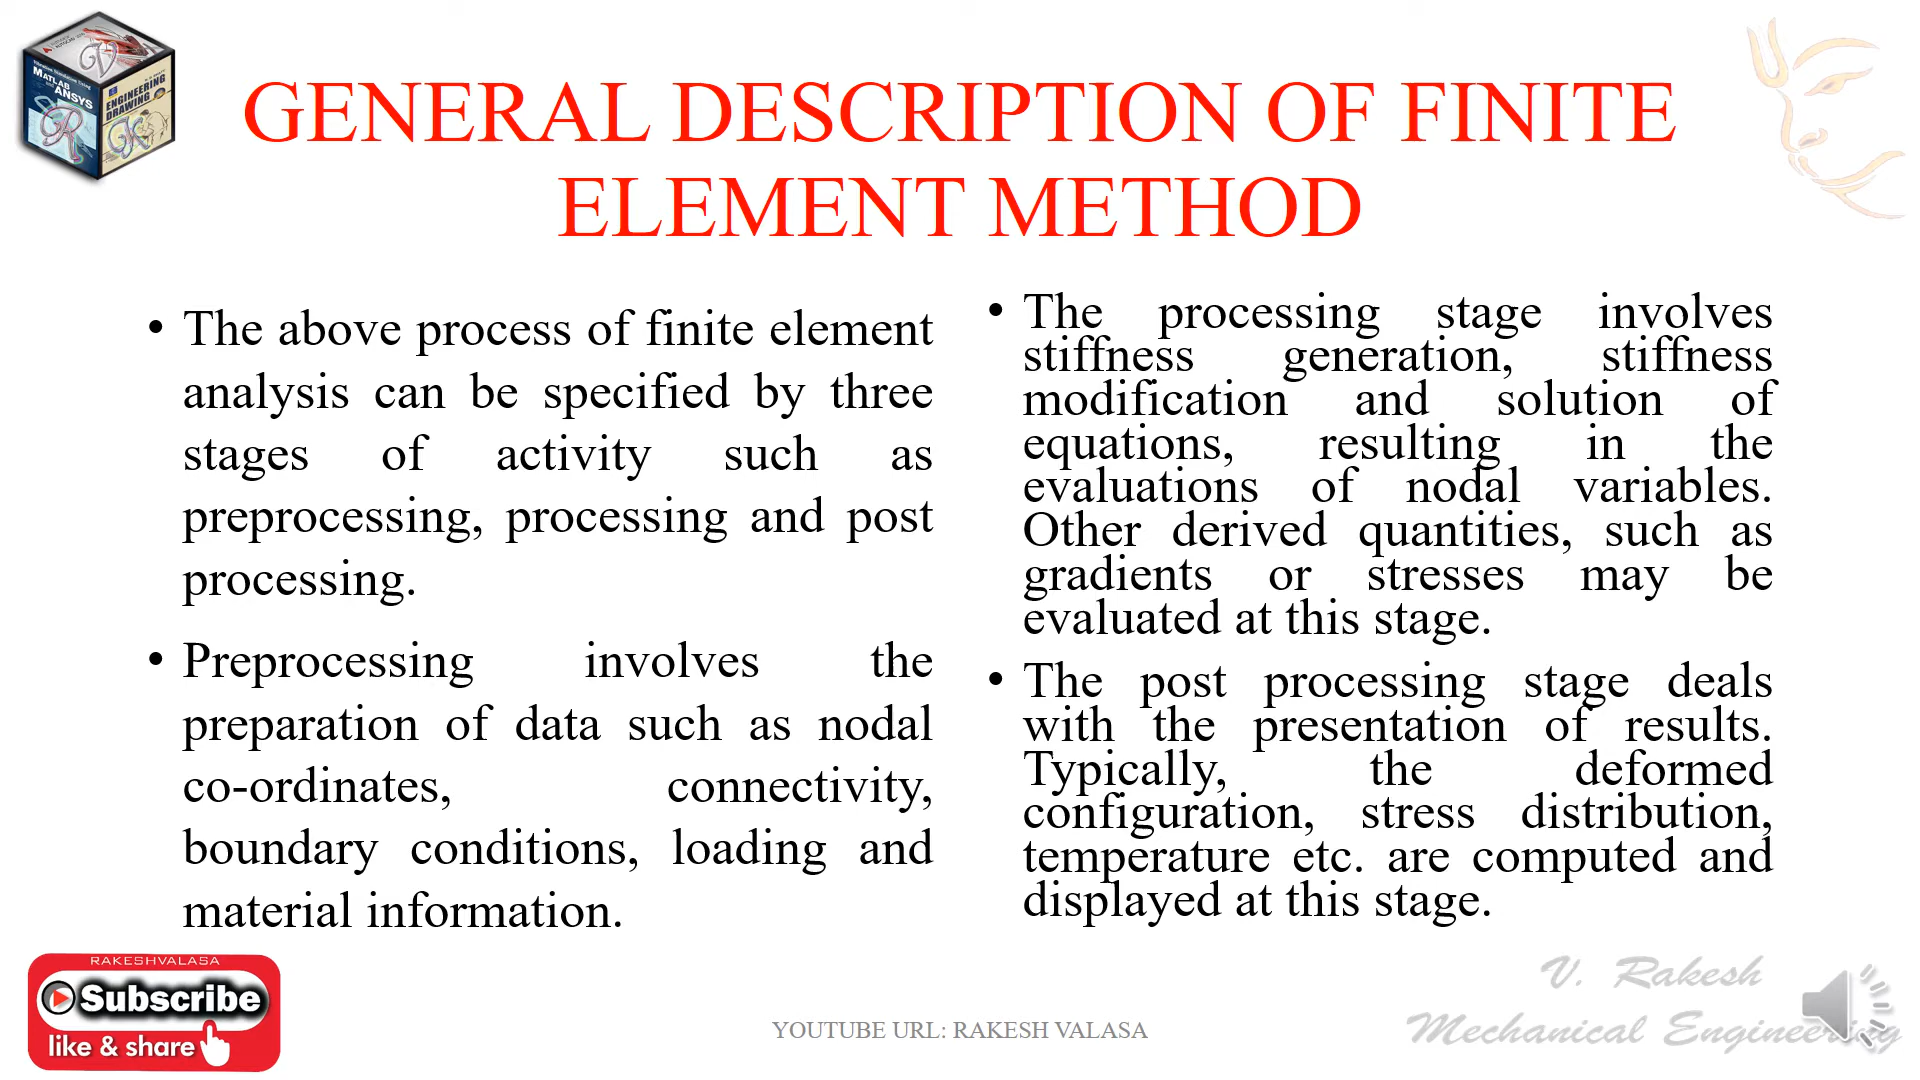 MATLAB
ANSYS
ENGINEERING
DRAWING
GENERAL DESCRIPTION OF FINITE
ELEMENT METHOD
• The above process of finite element
analysis can be specified by three
stages of activity such as
preprocessing, processing and post
processing.
• Preprocessing involves the
preparation of data such as nodal
co-ordinates, connectivity,
boundary conditions, loading and
material information.
• The processing stage involves
stiffness generation, stiffness
modification and solution of
equations, resulting in the
evaluations of nodal variables.
Other derived quantities, such as
gradients or stresses may be
evaluated at this stage.
• The post processing stage deals
with the presentation of results.
Typically, the deformed
configuration, stress distribution,
temperature etc. are computed and
displayed at this stage.
RAKESHVALASA
Subscribe
like & share
YOUTUBE URL: RAKESH VALASA
V. Rakesh
Mechanical Engineering